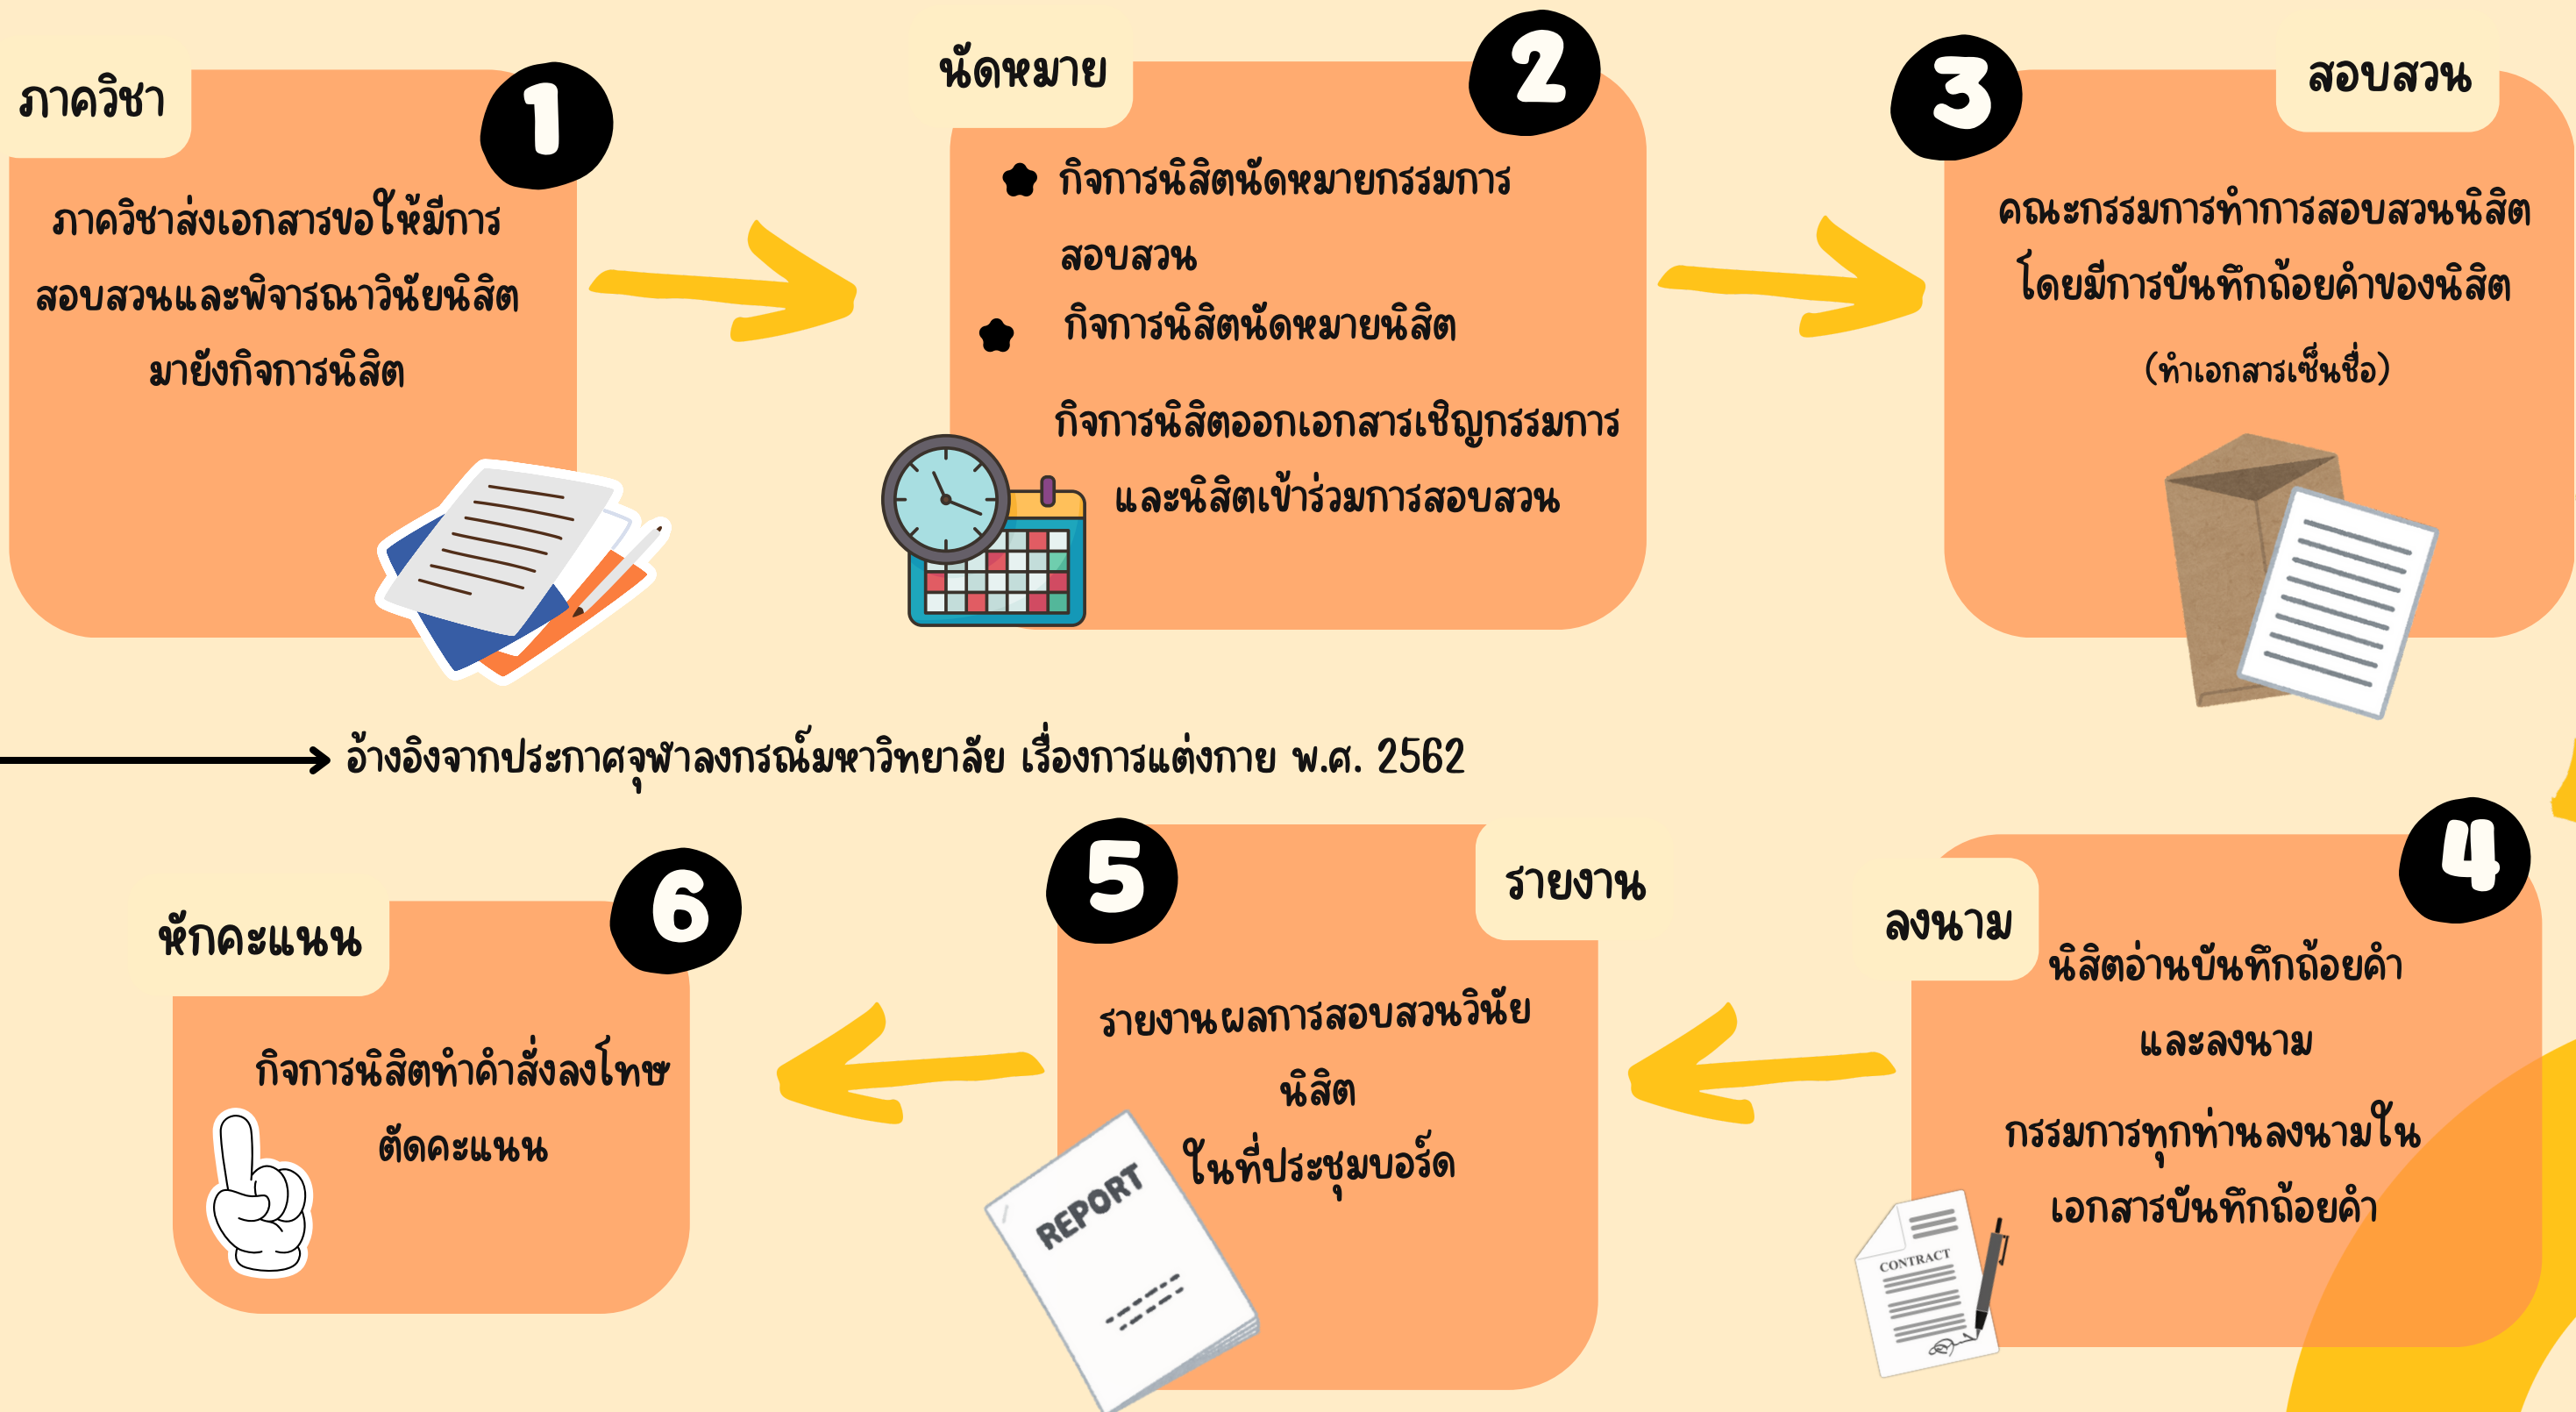 ภาควิชา
1
ภาควิชาส่งเอกสารขอให้มีการ
สอบสวนและพิจารณาวินัยนิสิต
มายังกิจการนิสิต
นัดหมาย
2
กิจการนิสิตนัดหมายกรรมการ
สอบสวน
กิจการนิสิตนัดหมายนิสิต
กิจการนิสิตออกเอกสารเชิญกรรมการ
และนิสิตเข้าร่วมการสอบสวน
3
สอบสวน
คณะกรรมการทำการสอบสวนนิสิต
โดยมีการบันทึกถ้อยคำของนิสิต
(ทำเอกสารเซ็นชื่อ)
อ้างอิงจากประกาศจุฬาลงกรณ์มหาวิทยาลัย เรื่องการแต่งกาย พ.ศ. 2562
4
ลงนาม
นิสิตอ่านบันทึกถ้อยคำ
และลงนาม
กรรมการทุกท่านลงนามใน
เอกสารบันทึกถ้อยคำ
CONTRACT
5
รายงาน
รายงานผลการสอบสวนวินัย
นิสิต
ในที่ประชุมบอร์ด
REPORT
6
หักคะแนน
กิจการนิสิตทำคำสั่งลงโทษ
ตัดคะแนน